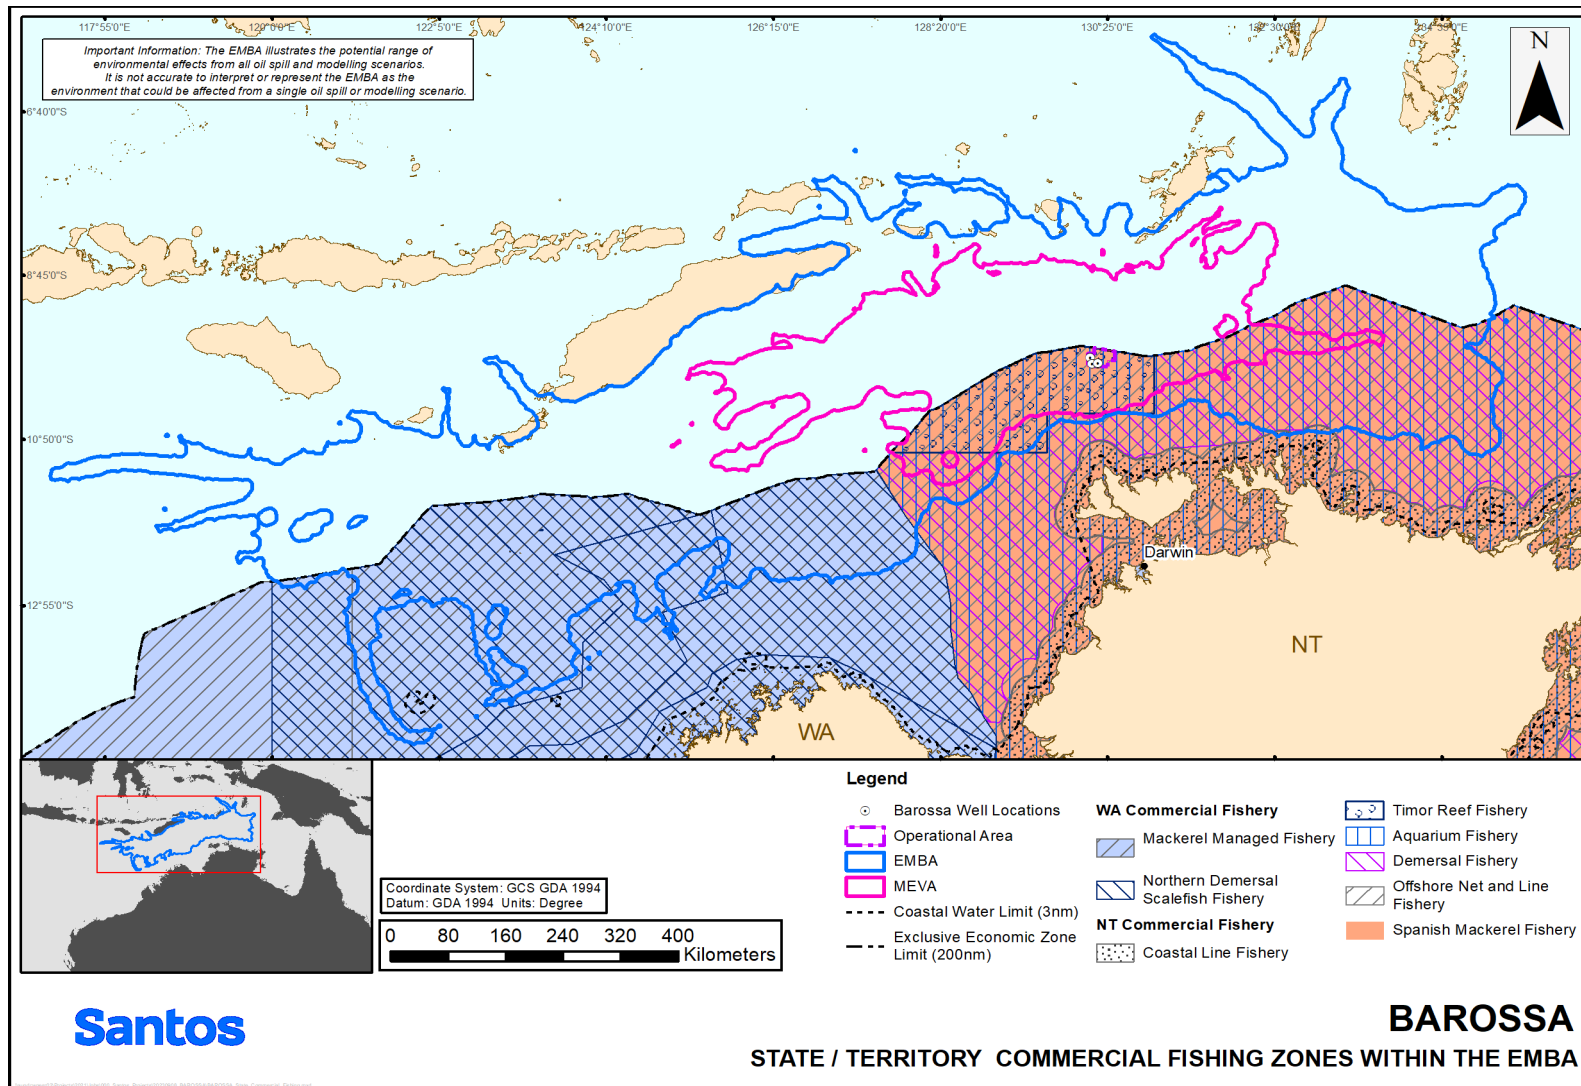 117°55'0"E
120°0'0"E
122°5'0"E
124°10'0"E
126°15'0"E
128°20'0"E
130°25'0"E
132°30'0"E
Important Information: The EMBA illustrates the potential range of
environmental effects from all oil spill and modelling scenarios.
It is not accurate to interpret or represent the EMBA as the
environment that could be affected from a single oil spill or modelling scenario.
N
6°40'0"S
8°45'0"S
10°50'0"S
12°55'0"S
Darwin
NT
WA
Legend
Barossa Well Locations
Operational Area
EMBA
MEVA
Coastal Water Limit (3nm)
Exclusive Economic Zone
Limit (200nm)
WA Commercial Fishery
Mackerel Managed Fishery
Northern Demersal
Scalefish Fishery
NT Commercial Fishery
Coastal Line Fishery
Timor Reef Fishery
Aquarium Fishery
Demersal Fishery
Offshore Net and Line
Fishery
Spanish Mackerel Fishery
Coordinate System: GCS GDA 1994
Datum: GDA 1994 Units: Degree
0 80 160 240 320 400
Kilometers
Santos
BAROSSA
STATE / TERRITORY COMMERCIAL FISHING ZONES WITHIN THE EMBA